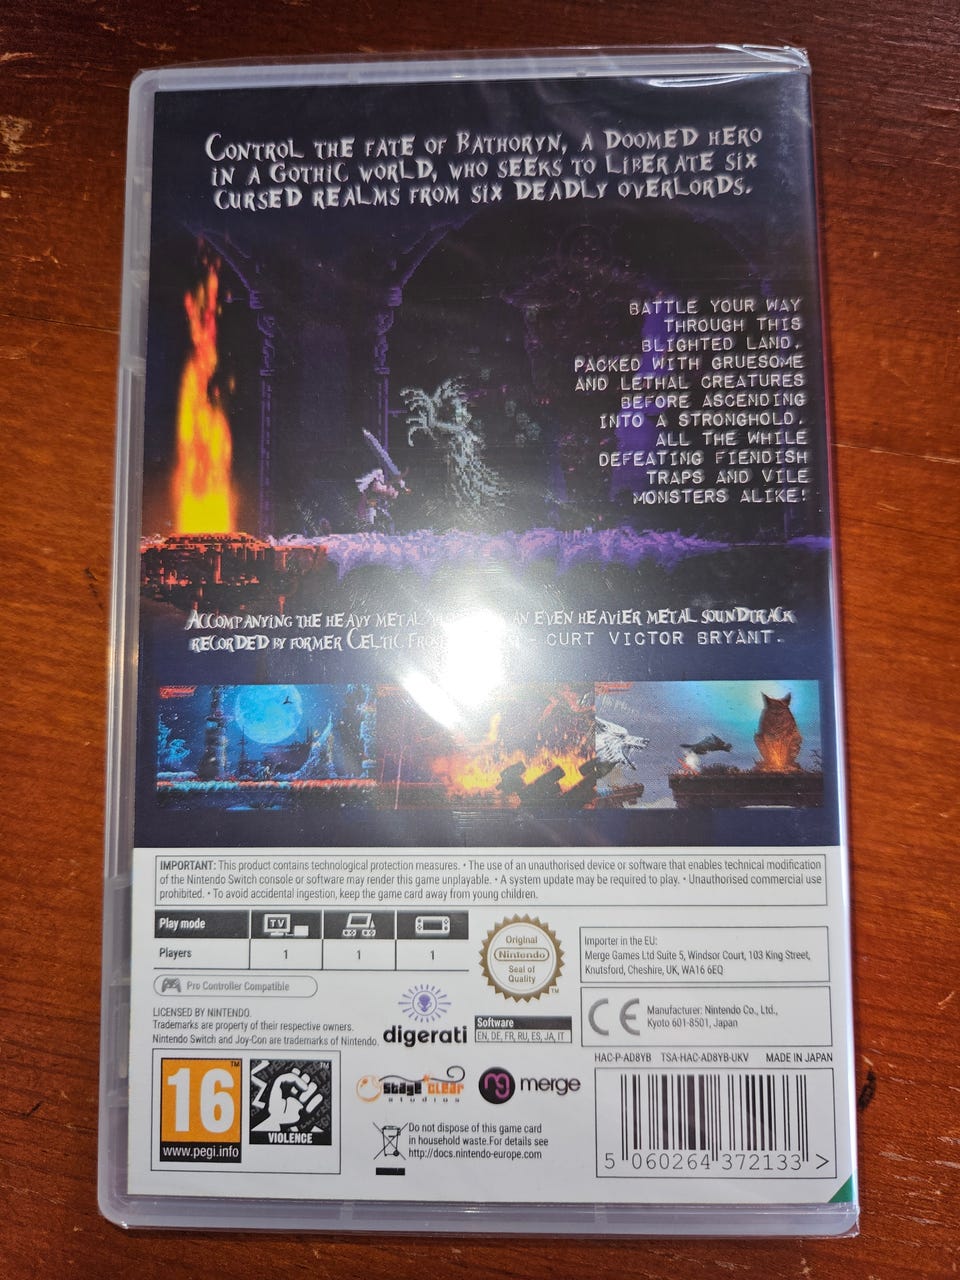 CONTROL THE FATE OF RATHORYN, A DOOMED HERO
IN A GOTHIC WORLD, WHO SEEKS TO LIBERATE SIX
CURSED REALMS FROM SIX DEADLY OVERLORDS.
BATTLE YOUR WAY
THROUGH THIS
BLIGHTED LAND,
PACKED WITH GRUESOME
AND LETHAL CREATURES
BEFORE ASCENDING
INTO A STRONGHOLD,
ALL THE WHILE
DEFEATING FIENDISH
TRAPS AND VILE
MONSTERS ALIKE!
ACCOMPANYING THE HEAVY METAL AN EVEN HEAVIER METAL SOUNDTRACK
RECORDED BY FORMER CELTIC - CURT VICTOR BRYANT.
IMPORTANT: This product contains technological protection measures. • The use of an unauthorised device or software that enables technical modification
of the Nintendo Switch console or software may render this game unplayable. • A system update may be required to play. • Unauthorised commercial use
prohibited. • To avoid accidental ingestion, keep the game card away from young children.
Play mode TV
Players 1 1 1
Pro Controller Compatible
Original
Nintendo
Seal of
Quality
TM
Importer in the EU:
Merge Games Ltd Suite 5, Windsor Court, 103 King Street,
Knutsford, Cheshire, UK, WA16 6EQ
LICENSED BY NINTENDO.
Trademarks are property of their respective owners.
Nintendo Switch and Joy-Con are trademarks of Nintendo.
digerati
Software
EN, DE, FR, RU, ES, JA, IT
CE
Manufacturer: Nintendo Co., Ltd.,
Kyoto 601-8501, Japan
HAC-P-AD8YB TSA-HAC-AD8YB-UKV MADE IN JAPAN
16
TM
www.pegi.info
VIOLENCE
TM
STAGE CLEAR
studios
mg merge
Do not dispose of this game card
in household waste. For details see
http://docs.nintendo-europe.com
5 060264 372133 >